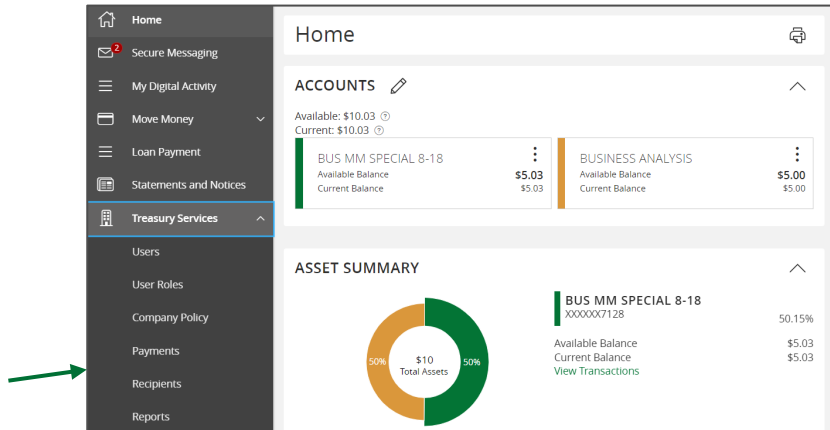 Home
2
Secure Messaging
My Digital Activity
Move Money
Loan Payment
Statements and Notices
Treasury Services
Users
User Roles
Company Policy
Payments
Recipients
Reports
Home
ACCOUNTS
Available: $10.03 ?
Current: $10.03 ?
BUS MM SPECIAL 8-18
Available Balance $5.03
Current Balance $5.03
BUSINESS ANALYSIS
Available Balance $5.00
Current Balance $5.00
ASSET SUMMARY
50%
$10
Total Assets
50%
BUS MM SPECIAL 8-18
XXXXXX7128 50.15%
Available Balance $5.03
Current Balance $5.03
View Transactions